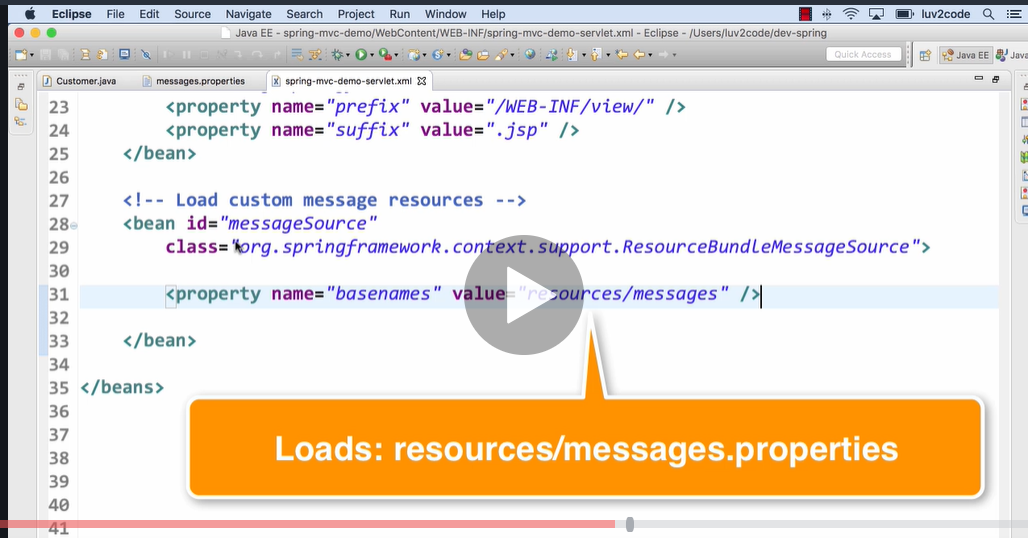 Eclipse File Edit Source Navigate Search Project Run Window Help luv2code
Java EE - spring-mvc-demo/WebContent/WEB-INF/spring-mvc-demo-servlet.xml - Eclipse - /Users/luv2code/dev-spring
Quick Access Java EE Java
Customer.java messages.properties spring-mvc-demo-servlet.xml
23 <property name="prefix" value="/WEB-INF/view/" />
24 <property name="suffix" value=".jsp" />
25 </bean>
26
27 <!-- Load custom message resources -->
28 <bean id="messageSource"
29 class="org.springframework.context.support.ResourceBundleMessageSource">
30
31 <property name="basenames" value="resources/messages" />
32
33 </bean>
34
35 </beans>
36
37
38
39
40
41
Loads: resources/messages.properties